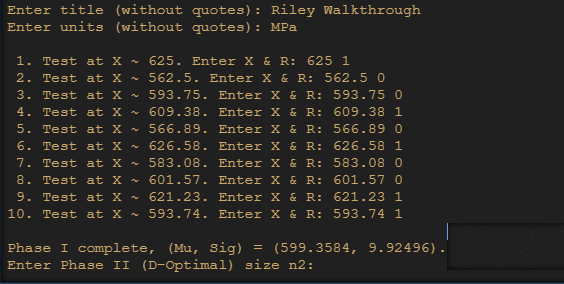 Enter title (without quotes): Riley Walkthrough
Enter units (without quotes): MPa
1. Test at X ~ 625. Enter X & R: 625 1
2. Test at X ~ 562.5. Enter X & R: 562.5 0
3. Test at X ~ 593.75. Enter X & R: 593.75 0
4. Test at X ~ 609.38. Enter X & R: 609.38 1
5. Test at X ~ 566.89. Enter X & R: 566.89 0
6. Test at X ~ 626.58. Enter X & R: 626.58 1
7. Test at X ~ 583.08. Enter X & R: 583.08 0
8. Test at X ~ 601.57. Enter X & R: 601.57 0
9. Test at X ~ 621.23. Enter X & R: 621.23 1
10. Test at X ~ 593.74. Enter X & R: 593.74 1
Phase I complete, (Mu, Sig) = (599.3584, 9.92496).
Enter Phase II (D-Optimal) size n2: